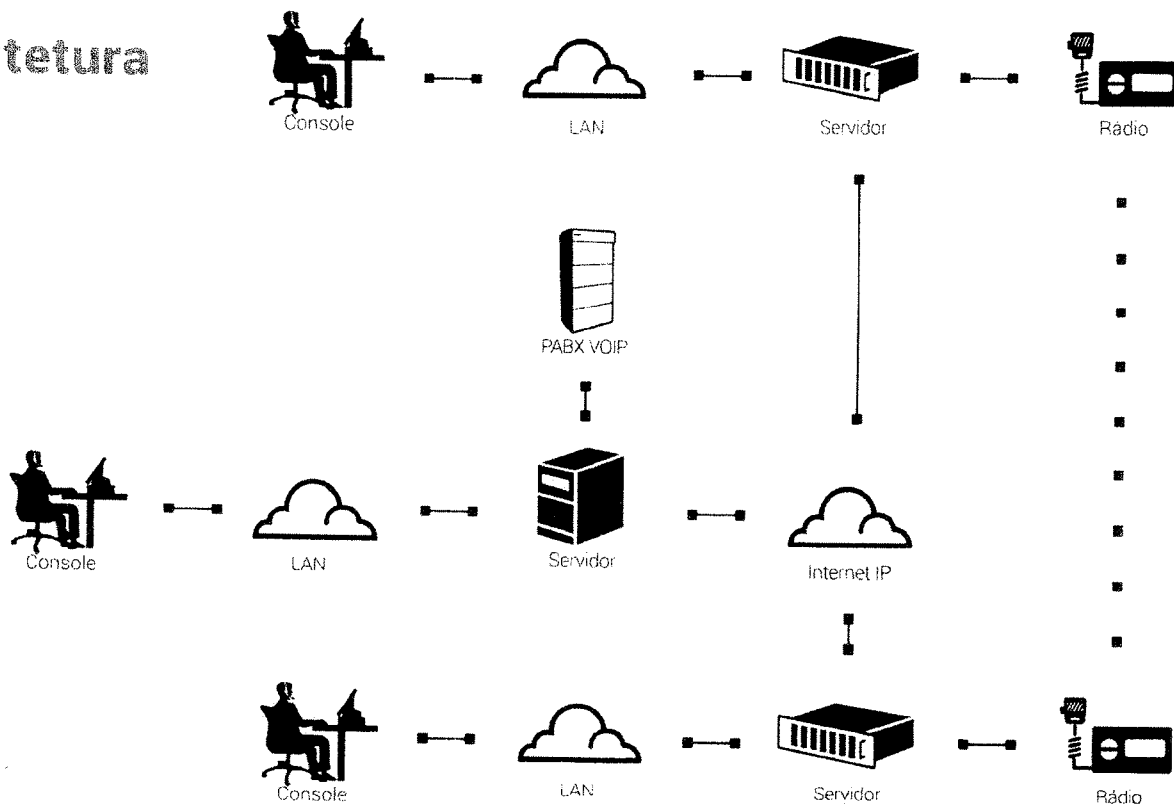 tetura
Console
LAN
Servidor
Rádio
PABX VOIP
Console
LAN
Servidor
Internet IP
Console
LAN
Servidor
Rádio